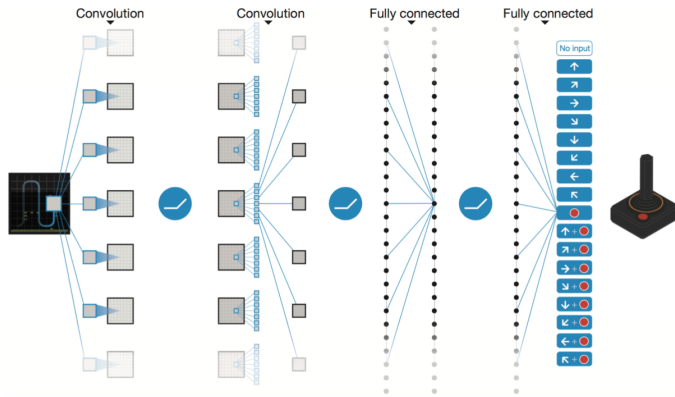 Convolution
Convolution
Fully connected
Fully connected
No input
+
+
+
+
+
+
+
+